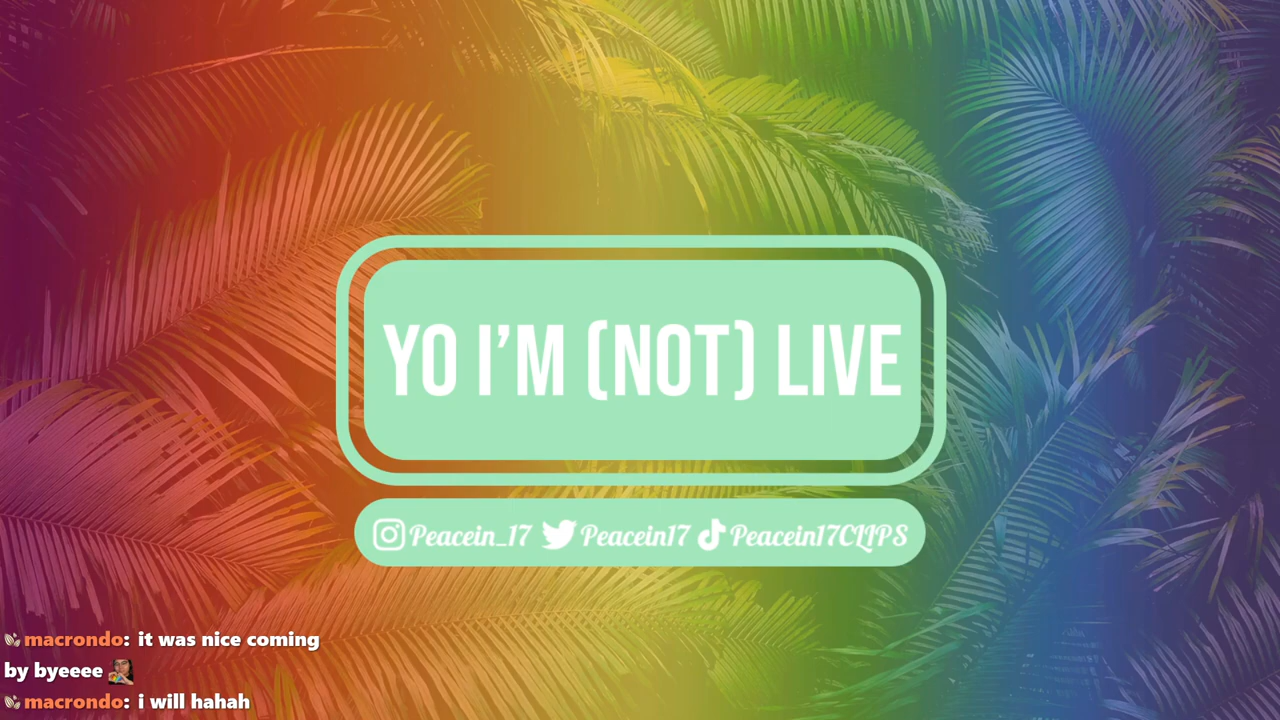 YO I'M (NOT) LIVE
Peacein_17 Peacein17 Peacein17CLIPS
macrondo: it was nice coming
by byeeee
macrondo: i will hahah